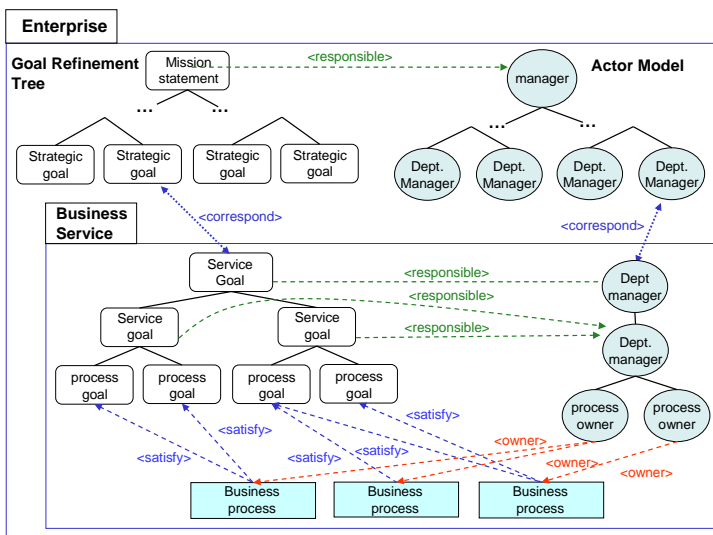 Enterprise
Goal Refinement
Tree
Mission
statement
<responsible>
manager
Actor Model
...
...
...
...
Strategic
goal
Strategic
goal
Strategic
goal
Strategic
goal
Dept.
Manager
Dept.
Manager
Dept.
Manager
Dept.
Manager
Business
Service
<correspond>
<correspond>
Service
Goal
<responsible>
Dept
manager
<responsible>
Service
goal
Service
goal
<responsible>
Dept.
manager
process
goal
process
goal
process
goal
process
goal
process
owner
process
owner
<satisfy>
<satisfy>
<satisfy>
<satisfy>
<satisfy>
<owner>
<owner>
<owner>
Business
process
Business
process
Business
process